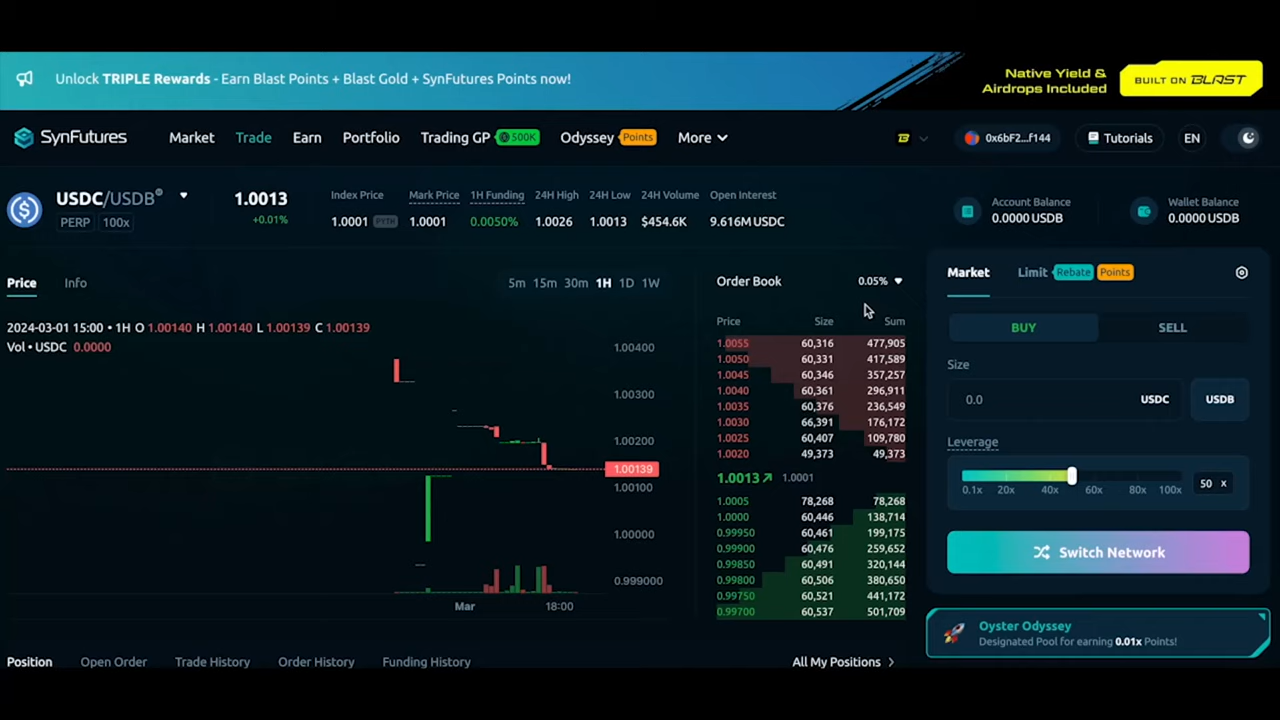 Unlock TRIPLE Rewards - Earn Blast Points + Blast Gold + SynFutures Points now!
Native Yield &
Airdrops Included
BUILT ON BLAST
SynFutures
Market
Trade
Earn
Portfolio
Trading GP
500K
Odyssey
Points
More
0x6bF2...f144
Tutorials
EN
USDC/USDB
PERP
100x
1.0013
+0.01%
Index Price
1.0001 PYTH
Mark Price
1.0001
1H Funding
0.0050%
24H High
1.0026
24H Low
1.0013
24H Volume
$454.6K
Open Interest
9.616M USDC
Account Balance
0.0000 USDB
Wallet Balance
0.0000 USDB
Price
Info
5m 15m 30m 1H 1D 1W
2024-03-01 15:00 • 1H O 1.00140 H 1.00140 L 1.00139 C 1.00139
Vol • USDC 0.0000
1.00400
1.00300
1.00200
1.00139
1.00100
1.00000
0.999000
Mar
18:00
Order Book
0.05%
Price Size Sum
1.0055 60,316 477,905
1.0050 60,331 417,589
1.0045 60,346 357,257
1.0040 60,361 296,911
1.0035 60,376 236,549
1.0030 66,391 176,172
1.0025 60,407 109,780
1.0020 49,373 49,373
1.0013 1.0001
1.0005 78,268 78,268
1.0000 60,446 138,714
0.99950 60,461 199,175
0.99900 60,476 259,652
0.99850 60,491 320,144
0.99800 60,506 380,650
0.99750 60,521 441,172
0.99700 60,537 501,709
Market
Limit
Rebate
Points
BUY
SELL
Size
0.0
USDC
USDB
Leverage
0.1x 20x 40x 60x 80x 100x
50 x
Switch Network
Oyster Odyssey
Designated Pool for earning 0.01x Points!
Position
Open Order
Trade History
Order History
Funding History
All My Positions